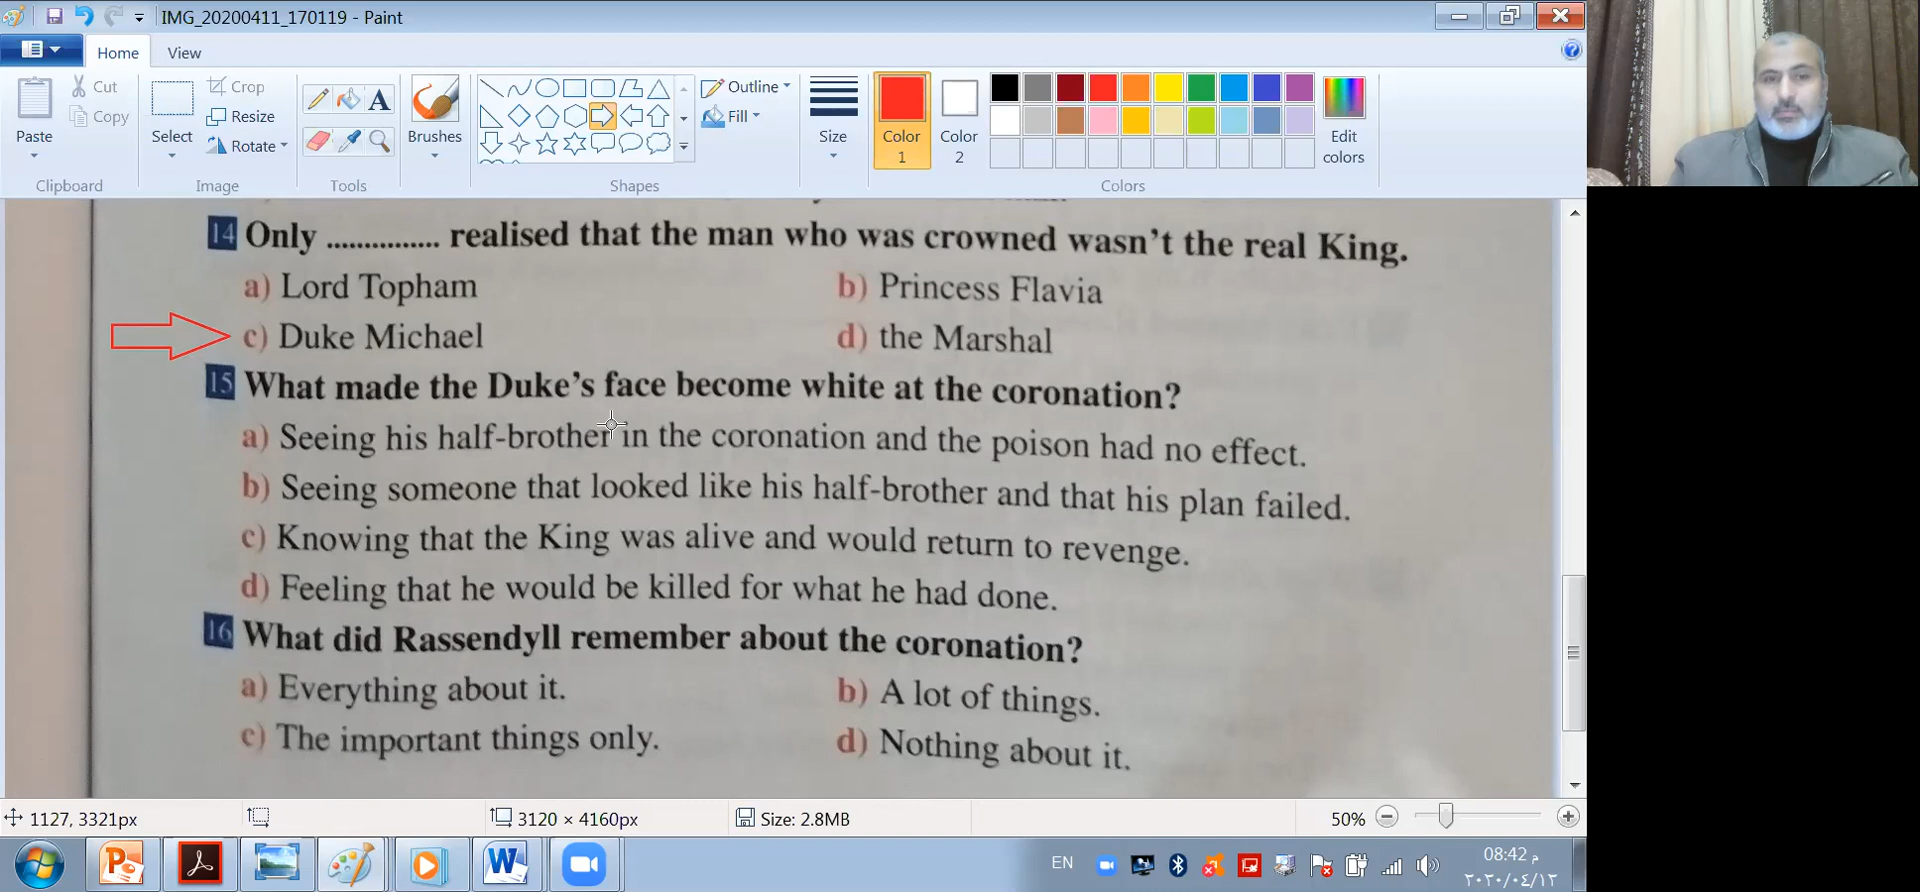 IMG_20200411_170119 - Paint
Home
View
Paste
Cut
Copy
Clipboard
Select
Crop
Resize
Rotate
Image
Tools
Brushes
Outline
Fill
Shapes
Size
Color
1
Color
2
Edit
colors
Colors
14 Only ............... realised that the man who was crowned wasn't the real King.
a) Lord Topham b) Princess Flavia
c) Duke Michael d) the Marshal
15 What made the Duke's face become white at the coronation?
a) Seeing his half-brother in the coronation and the poison had no effect.
b) Seeing someone that looked like his half-brother and that his plan failed.
c) Knowing that the King was alive and would return to revenge.
d) Feeling that he would be killed for what he had done.
16 What did Rassendyll remember about the coronation?
a) Everything about it. b) A lot of things.
c) The important things only. d) Nothing about it.
1127, 3321px
3120 × 4160px
Size: 2.8MB
50%
EN
08:42 م
٢٠٢٠/٠٤/١٢